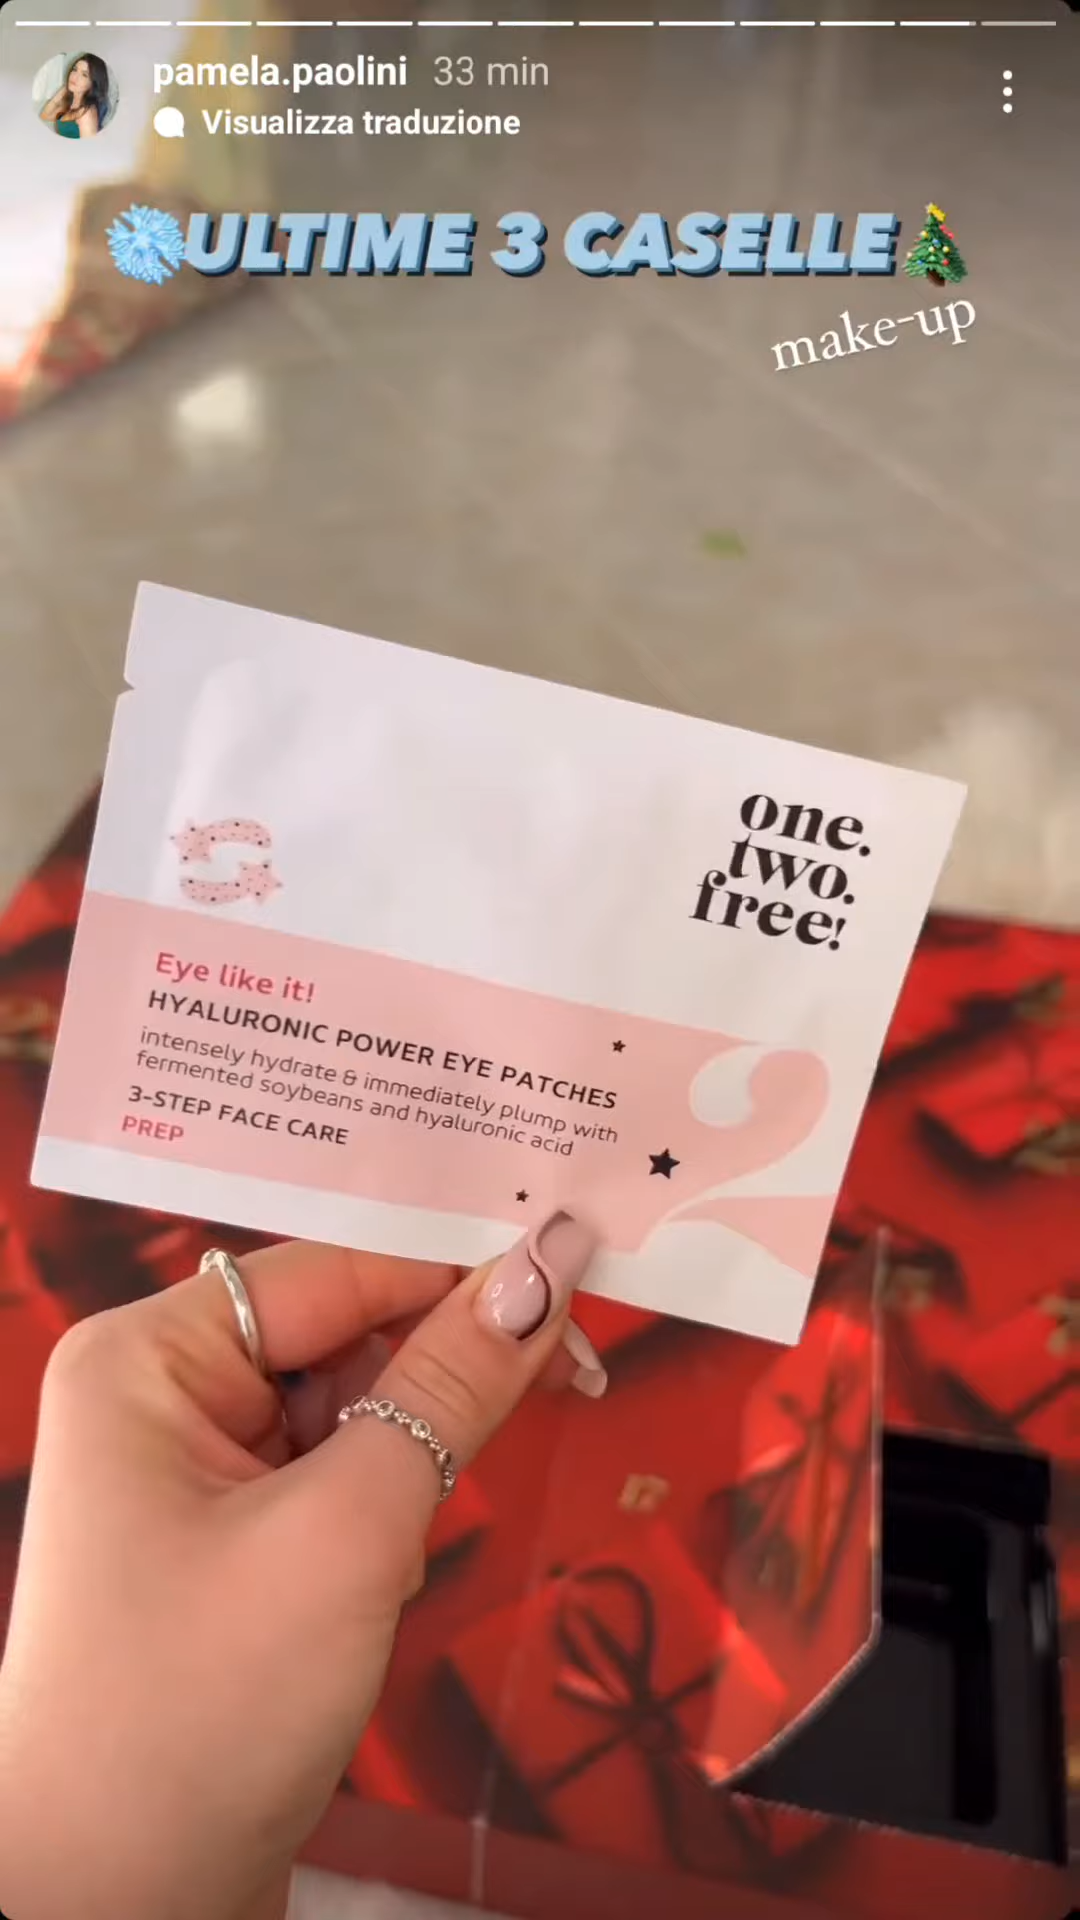 pamela.paolini 33 min
Visualizza traduzione
ULTIME 3 CASELLE
make-up
one.
two.
free!
Eye like it!
HYALURONIC POWER EYE PATCHES
intensely hydrate & immediately plump with
fermented soybeans and hyaluronic acid
3-STEP FACE CARE
PREP
2